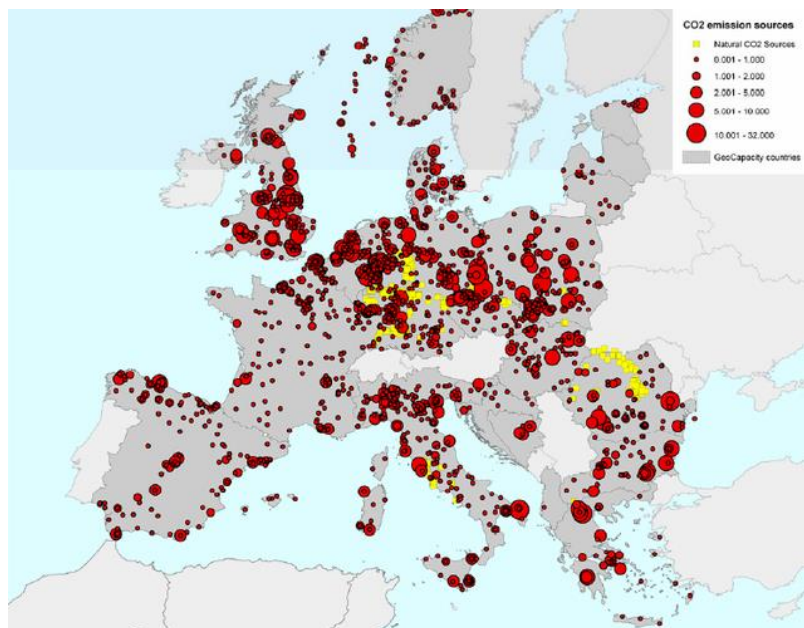 CO2 emission sources
Natural CO2 Sources
0.001 - 1.000
1.001 - 2.000
2.001 - 5.000
5.001 - 10.000
10.001 - 32.000
GeoCapacity countries